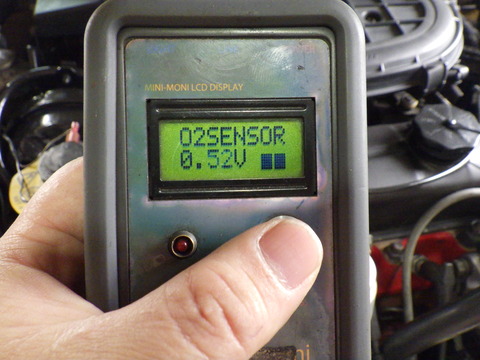 MINI-MONI LCD DISPLAY
O2SENSOR
0.52V